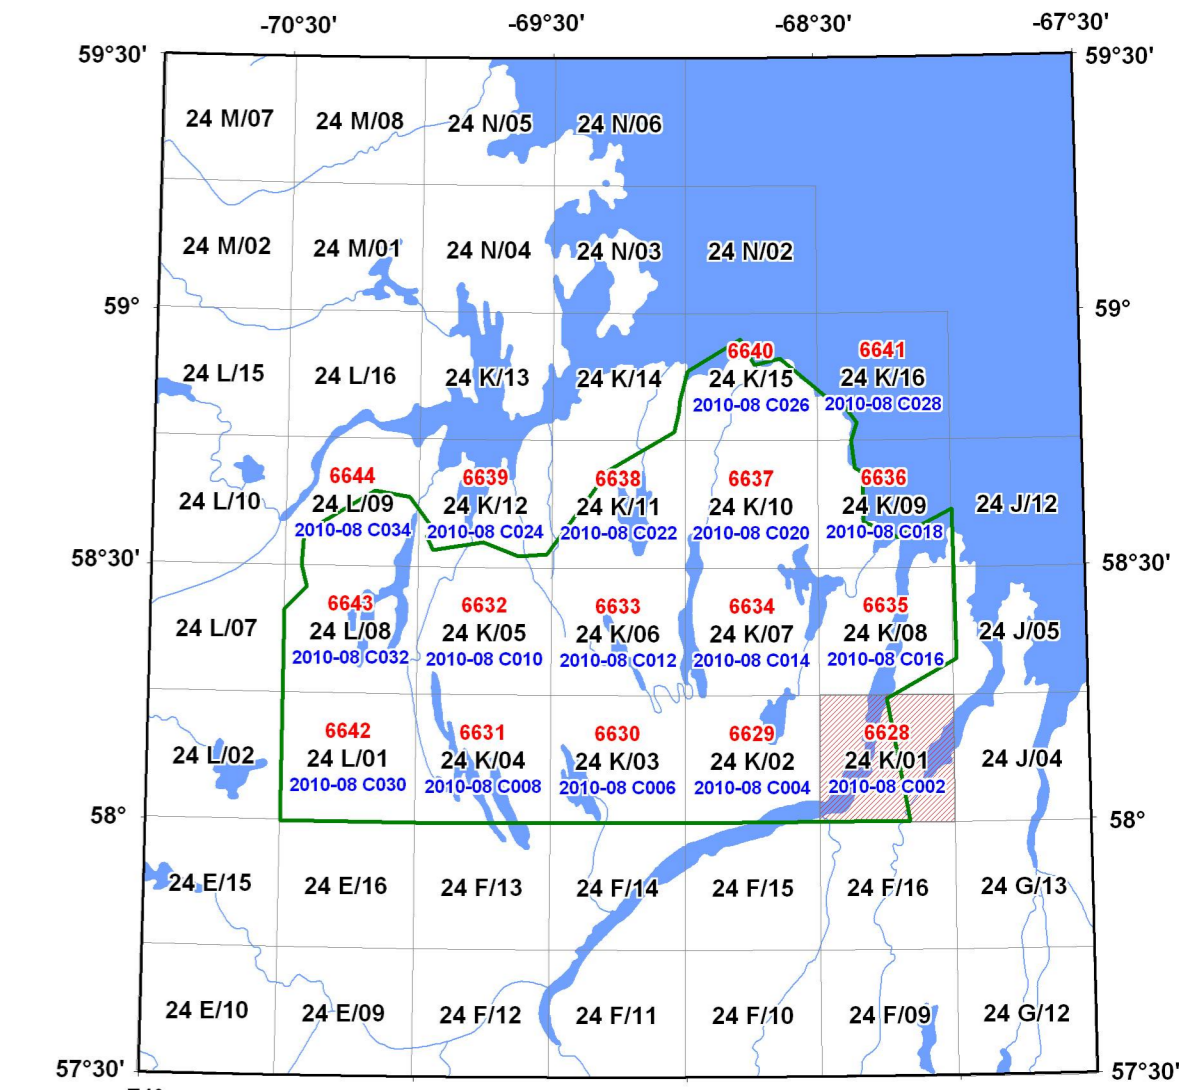 -70°30' -69°30' -68°30' -67°30'
59°30' 59°30'
24 M/07 24 M/08 24 N/05 24 N/06
24 M/02 24 M/01 24 N/04 24 N/03 24 N/02
59° 59°
6640 6641
24 L/15 24 L/16 24 K/13 24 K/14 24 K/15 24 K/16
2010-08 C026 2010-08 C028
6644 6639 6638 6637 6636
24 L/10 24 L/09 24 K/12 24 K/11 24 K/10 24 K/09 24 J/12
2010-08 C034 2010-08 C024 2010-08 C022 2010-08 C020 2010-08 C018
58°30' 58°30'
6643 6632 6633 6634 6635
24 L/07 24 L/08 24 K/05 24 K/06 24 K/07 24 K/08 24 J/05
2010-08 C032 2010-08 C010 2010-08 C012 2010-08 C014 2010-08 C016
6642 6631 6630 6629 6628
24 L/02 24 L/01 24 K/04 24 K/03 24 K/02 24 K/01 24 J/04
2010-08 C030 2010-08 C008 2010-08 C006 2010-08 C004 2010-08 C002
58° 58°
24 E/15 24 E/16 24 F/13 24 F/14 24 F/15 24 F/16 24 G/13
24 E/10 24 E/09 24 F/12 24 F/11 24 F/10 24 F/09 24 G/12
57°30' 57°30'